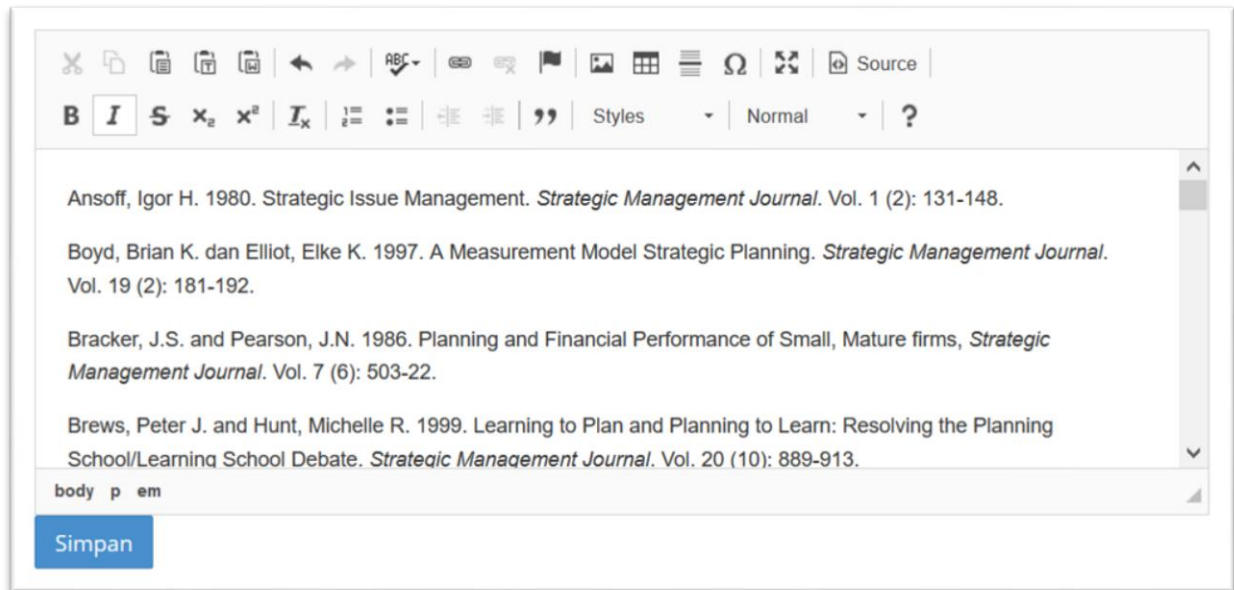 ABC
Ω
Source
B I S x₂ x² Ix
Styles
Normal
?
Ansoff, Igor H. 1980. Strategic Issue Management. Strategic Management Journal. Vol. 1 (2): 131-148.
Boyd, Brian K. dan Elliot, Elke K. 1997. A Measurement Model Strategic Planning. Strategic Management Journal.
Vol. 19 (2): 181-192.
Bracker, J.S. and Pearson, J.N. 1986. Planning and Financial Performance of Small, Mature firms, Strategic
Management Journal. Vol. 7 (6): 503-22.
Brews, Peter J. and Hunt, Michelle R. 1999. Learning to Plan and Planning to Learn: Resolving the Planning
School/Learning School Debate. Strategic Management Journal. Vol. 20 (10): 889-913.
body p em
Simpan